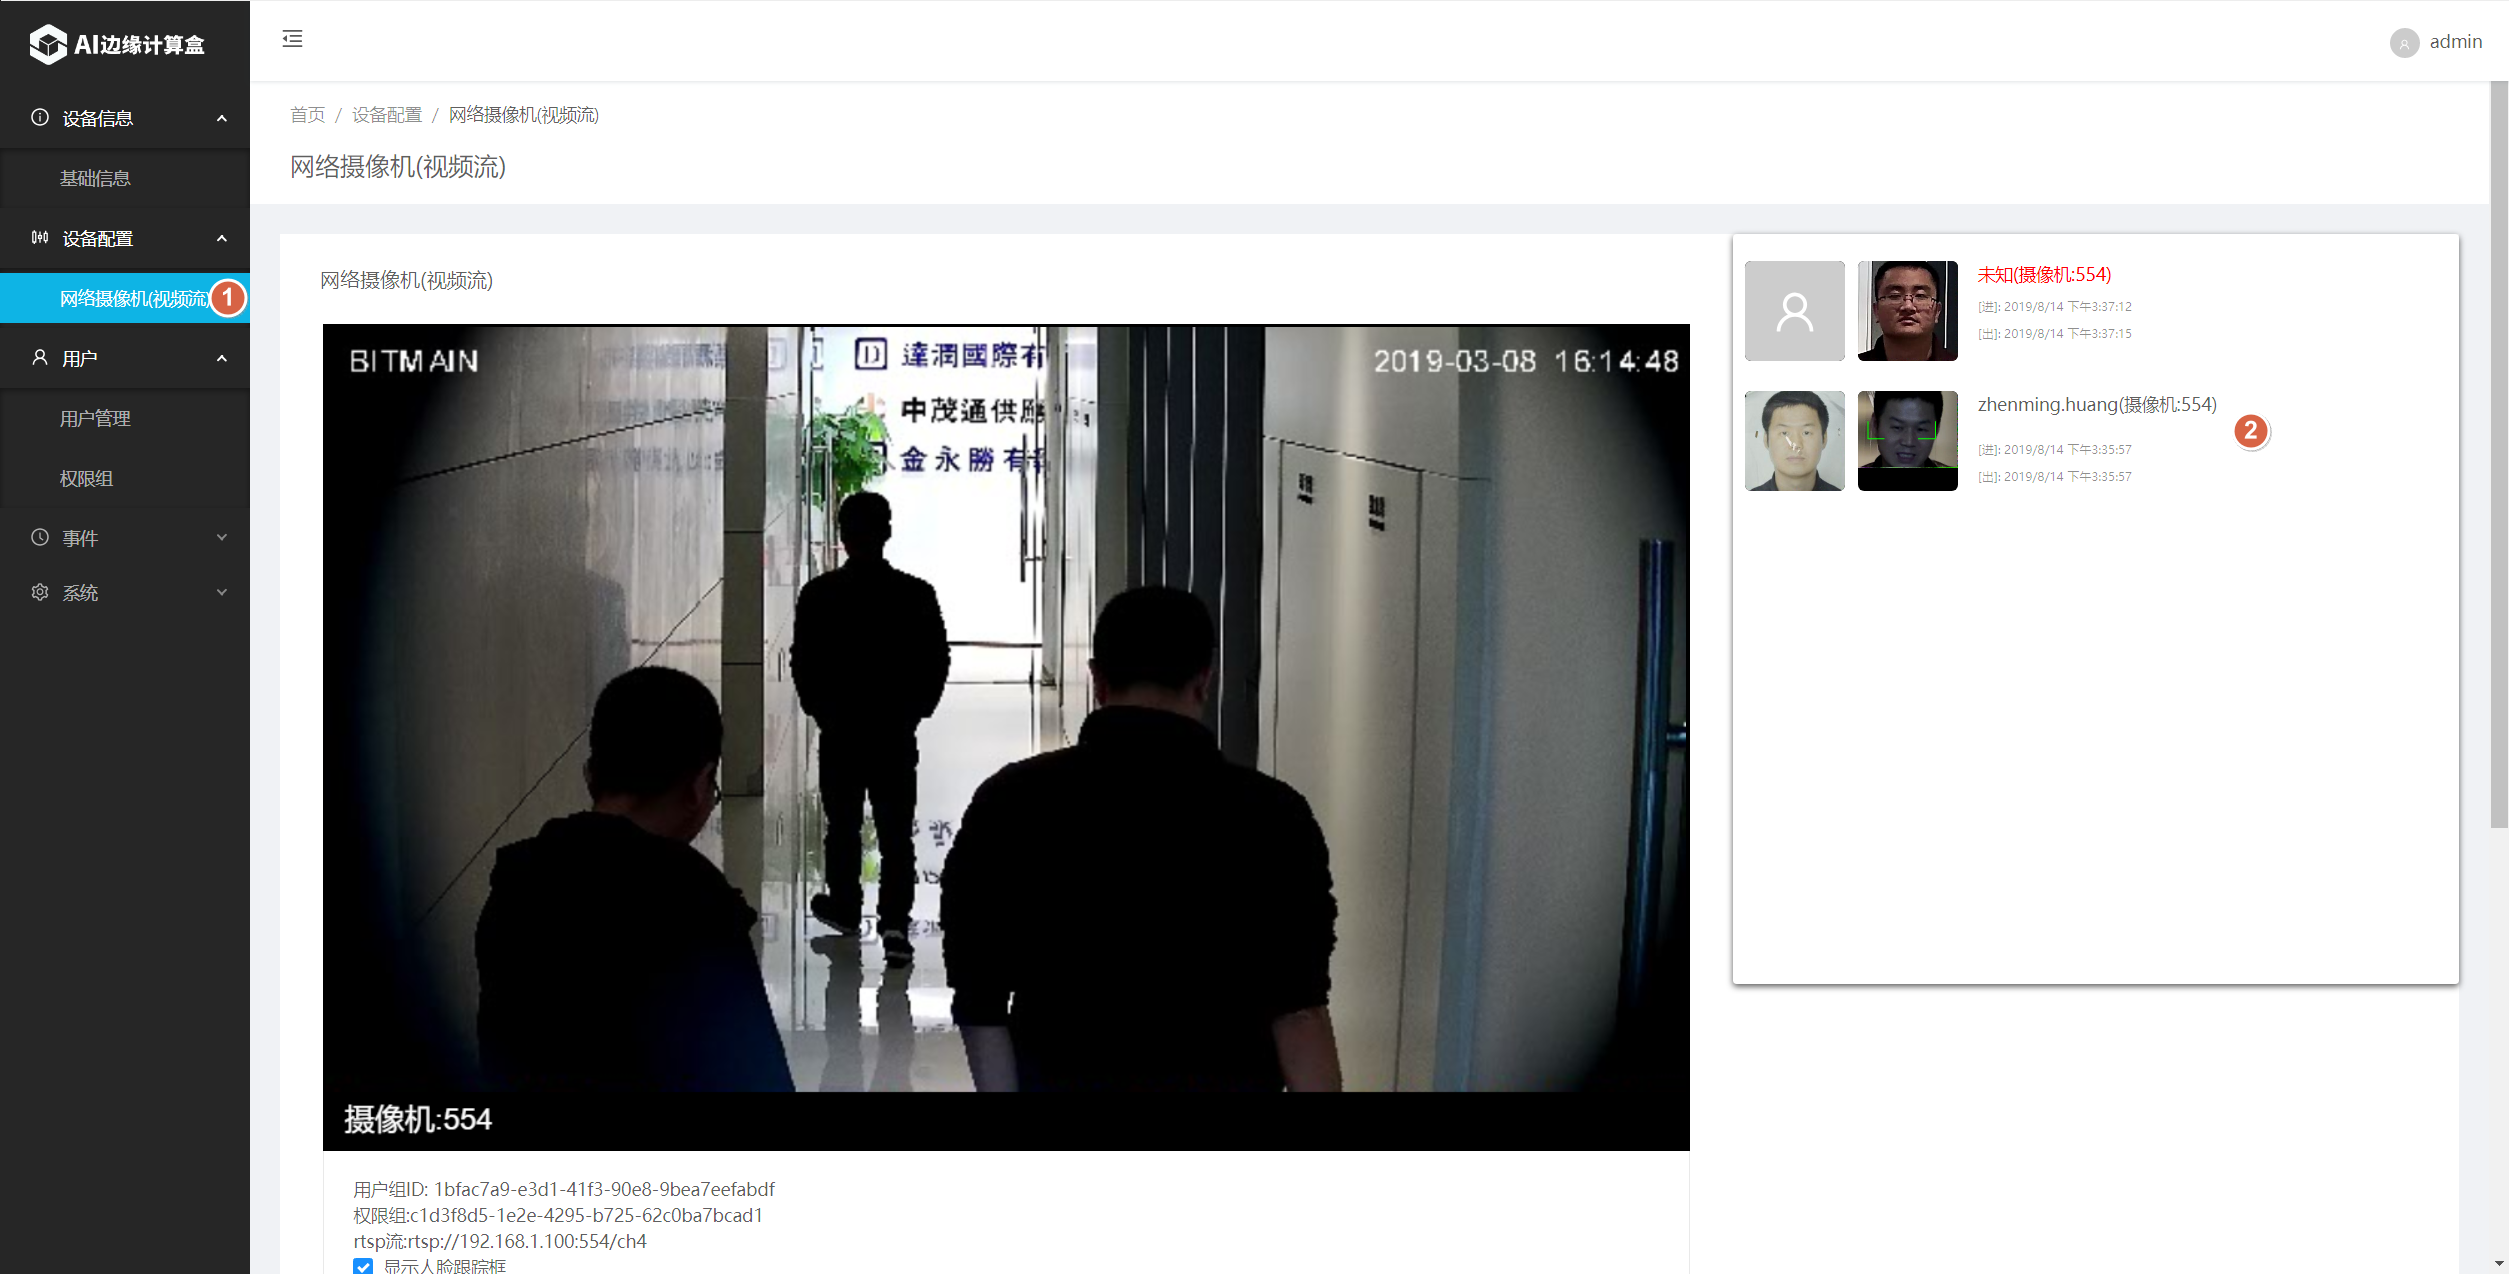 AI边缘计算盒
admin
设备信息
基础信息
设备配置
网络摄像机(视频流)
1
用户
用户管理
权限组
事件
系统
首页 / 设备配置 / 网络摄像机(视频流)
网络摄像机(视频流)
网络摄像机(视频流)
BITMAIN
2019-03-08 16:14:48
達潤國際有
中茂通供應
金永勝有
摄像机:554
用户组ID: 1bfac7a9-e3d1-41f3-90e8-9bea7eefabdf
权限组:c1d3f8d5-1e2e-4295-b725-62c0ba7bcad1
rtsp流:rtsp://192.168.1.100:554/ch4
显示人脸跟踪框
未知(摄像机:554)
[进]: 2019/8/14 下午3:37:12
[出]: 2019/8/14 下午3:37:15
zhenming.huang(摄像机:554)
2
[进]: 2019/8/14 下午3:35:57
[出]: 2019/8/14 下午3:35:57